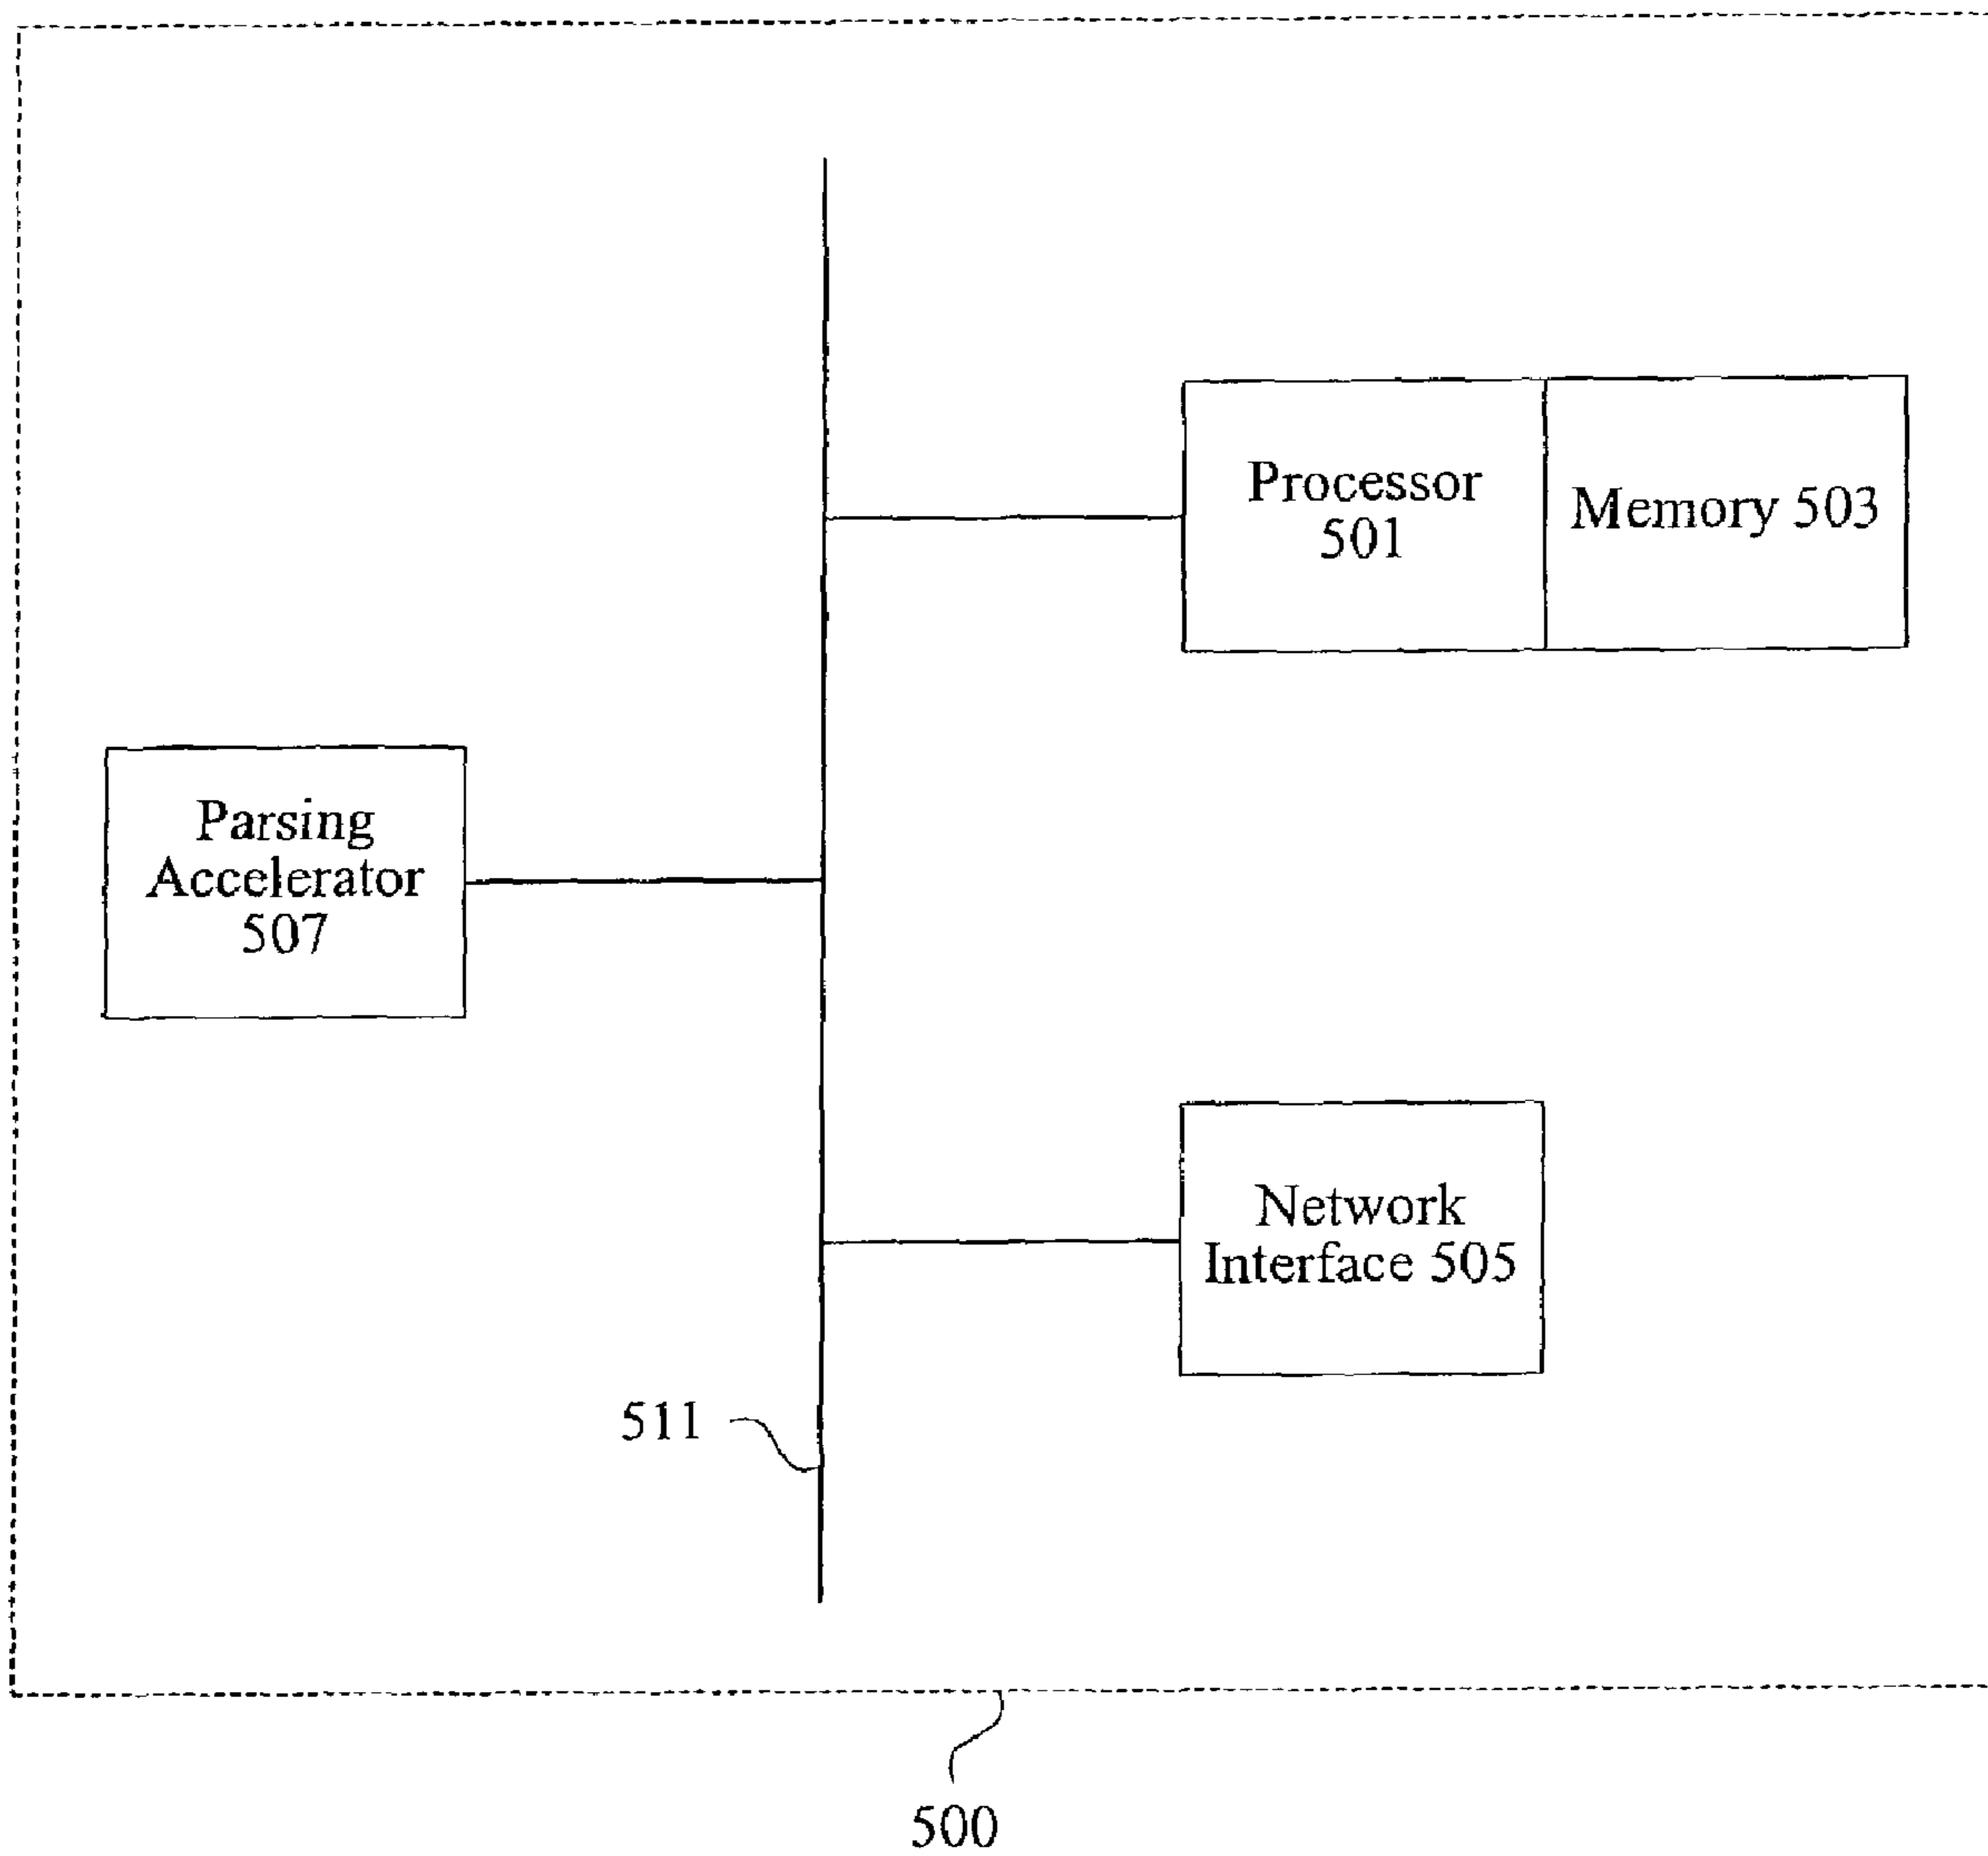 Processor
501
Memory 503
Parsing
Accelerator
507
Network
Interface 505
511
500